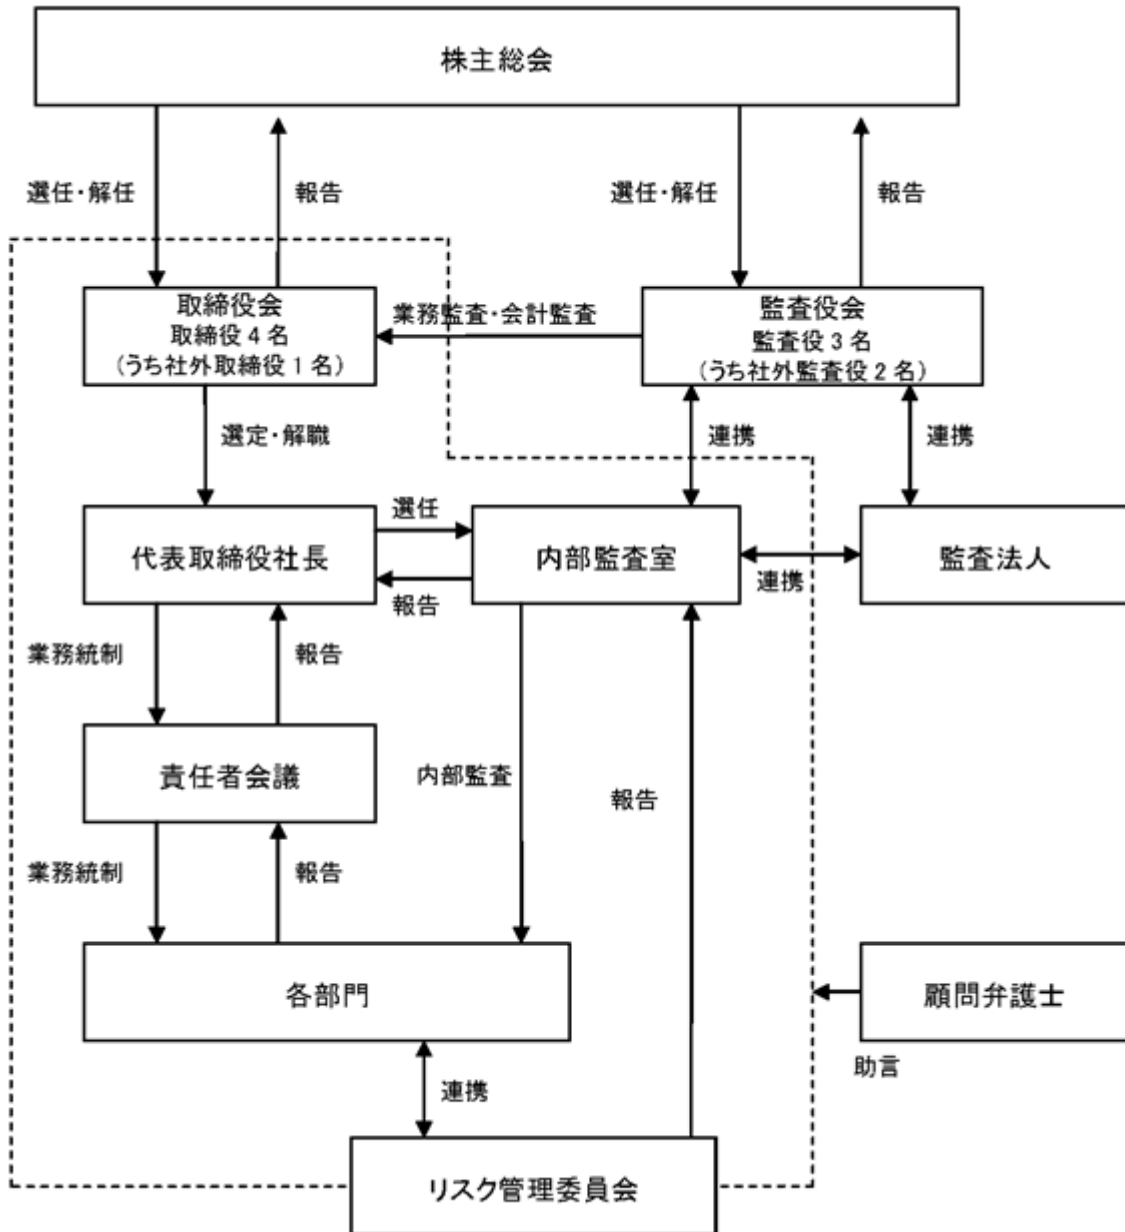 株主総会
選任・解任
報告
選任・解任
報告
取締役会
取締役4名
(うち社外取締役1名)
業務監査・会計監査
監査役会
監査役3名
(うち社外監査役2名)
選定・解職
連携
連携
代表取締役社長
選任
報告
内部監査室
連携
監査法人
業務統制
報告
責任者会議
内部監査
報告
業務統制
報告
各部門
顧問弁護士
助言
連携
リスク管理委員会